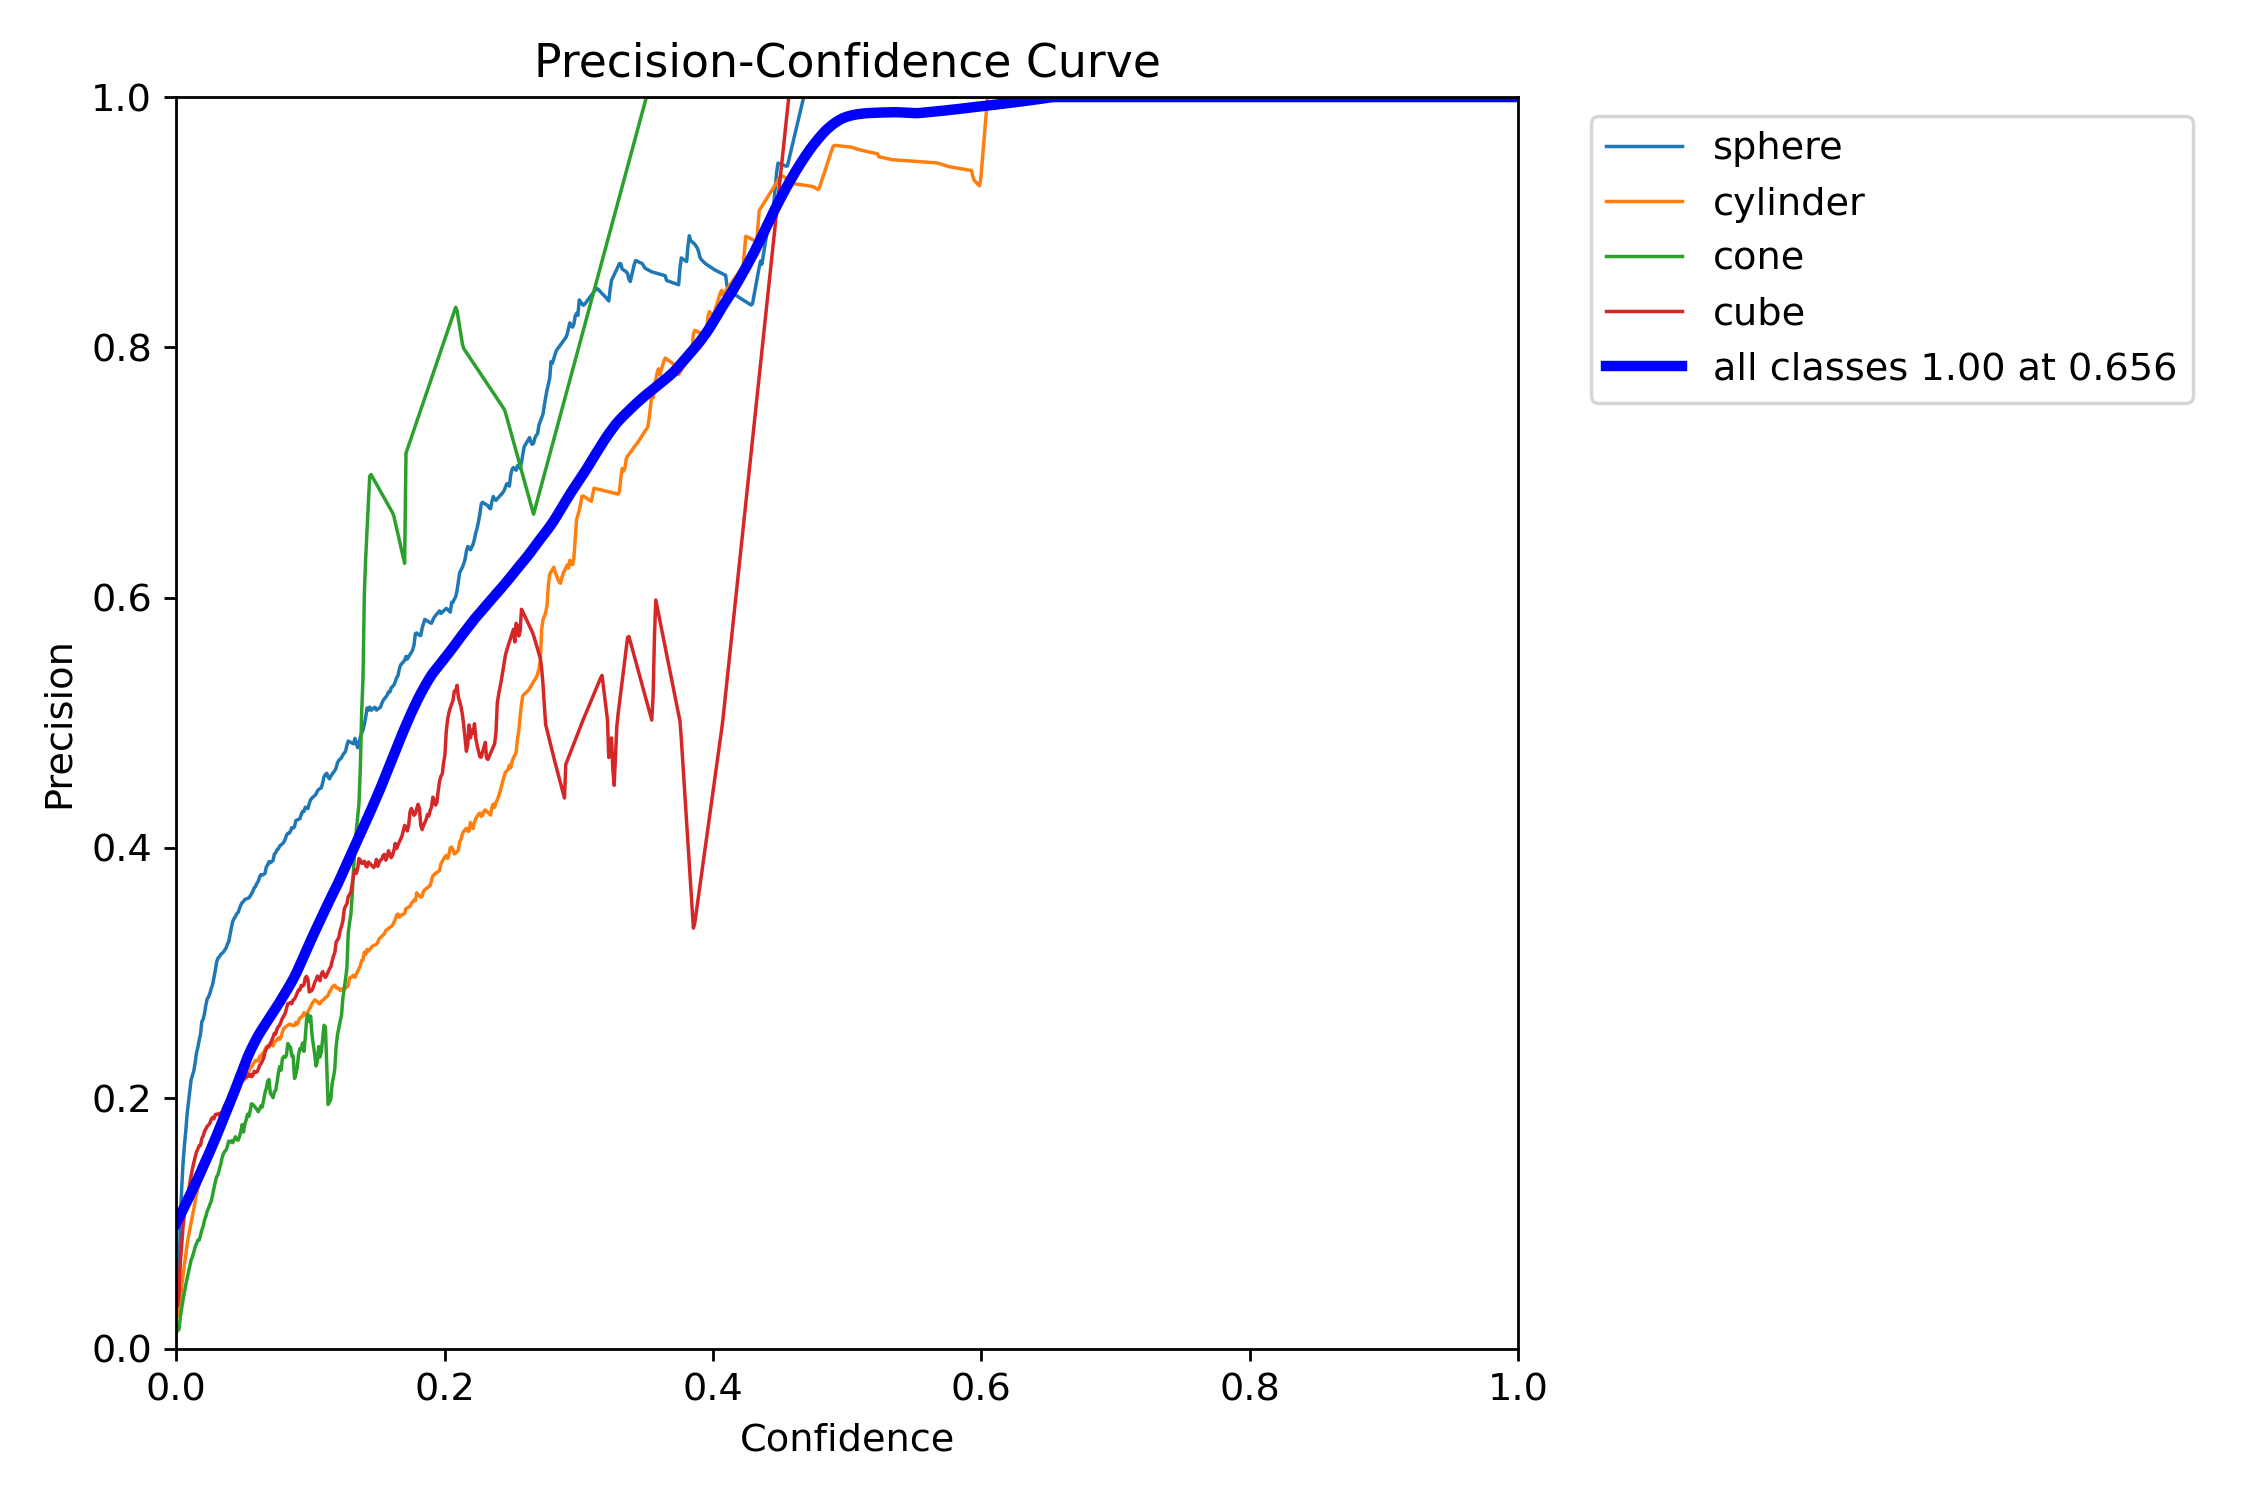 Precision-Confidence Curve
1.0
0.8
0.6
0.4
0.2
0.0
Precision
0.0 0.2 0.4 0.6 0.8 1.0
Confidence
sphere
cylinder
cone
cube
all classes 1.00 at 0.656